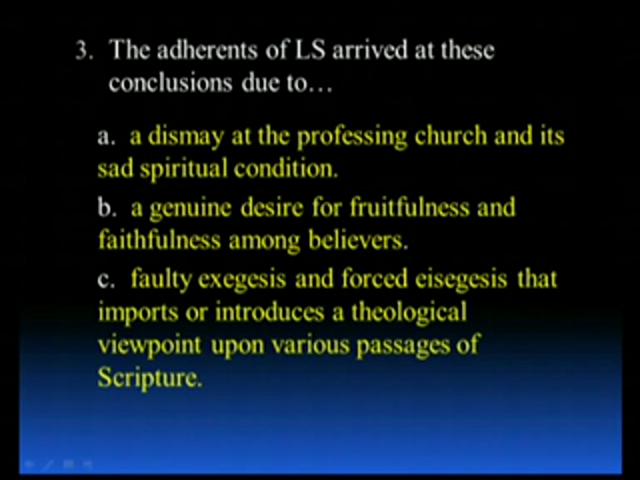 3. The adherents of LS arrived at these
conclusions due to…
a. a dismay at the professing church and its
sad spiritual condition.
b. a genuine desire for fruitfulness and
faithfulness among believers.
c. faulty exegesis and forced eisegesis that
imports or introduces a theological
viewpoint upon various passages of
Scripture.